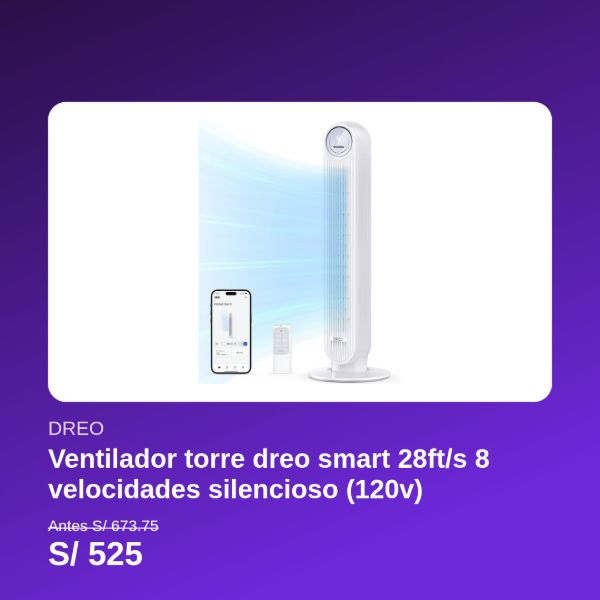 DREO
Ventilador torre dreo smart 28ft/s 8
velocidades silencioso (120v)
Antes S/ 673.75
S/ 525